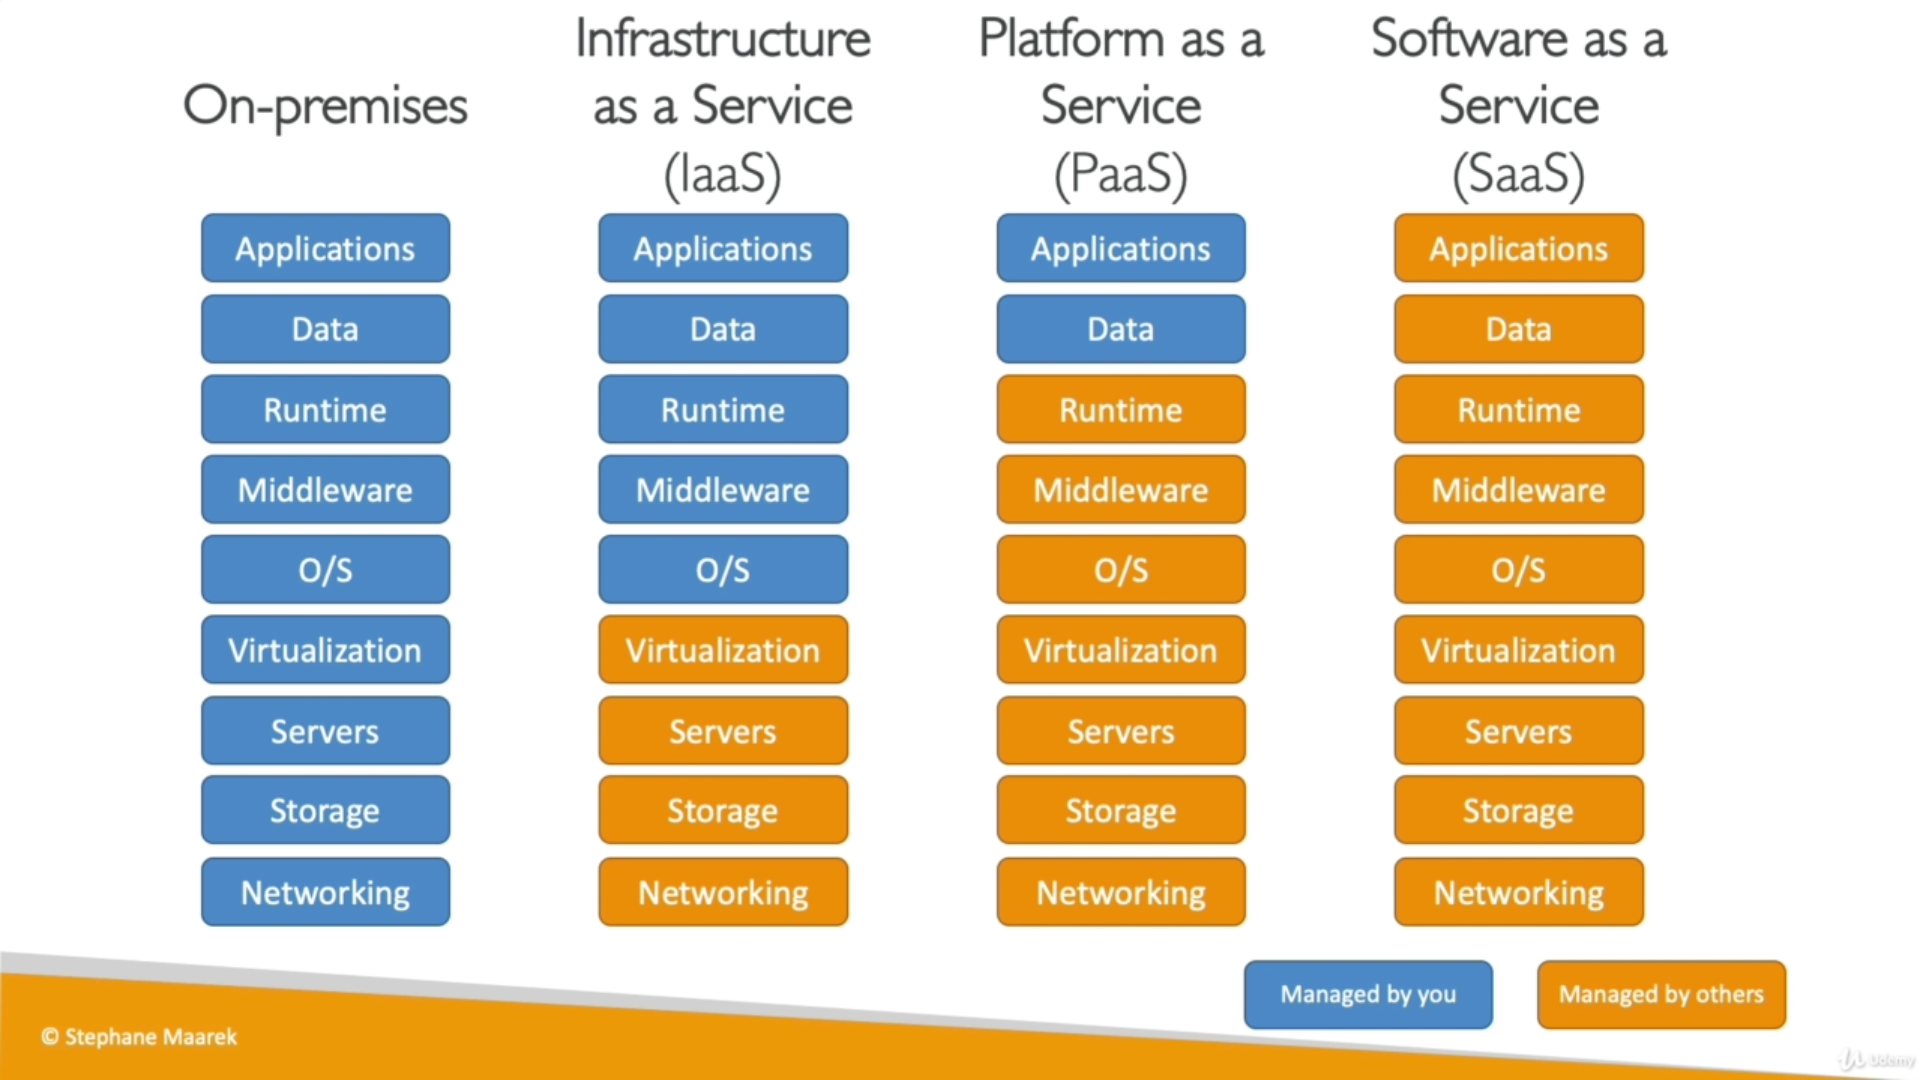 On-premises
Infrastructure
as a Service
(IaaS)
Platform as a
Service
(PaaS)
Software as a
Service
(SaaS)
Applications
Data
Runtime
Middleware
O/S
Virtualization
Servers
Storage
Networking
Applications
Data
Runtime
Middleware
O/S
Virtualization
Servers
Storage
Networking
Applications
Data
Runtime
Middleware
O/S
Virtualization
Servers
Storage
Networking
Applications
Data
Runtime
Middleware
O/S
Virtualization
Servers
Storage
Networking
Managed by you
Managed by others
© Stephane Maarek
Udemy